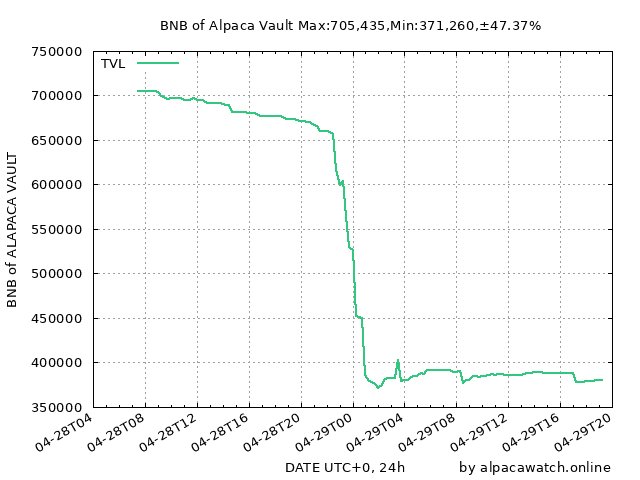 BNB of Alpaca Vault Max:705,435,Min:371,260,±47.37%
TVL
750000
700000
650000
600000
550000
500000
450000
400000
350000
BNB of ALAPACA VAULT
04-28T04
04-28T08
04-28T12
04-28T16
04-28T20
04-29T00
04-29T04
04-29T08
04-29T12
04-29T16
04-29T20
DATE UTC+0, 24h
by alpacawatch.online